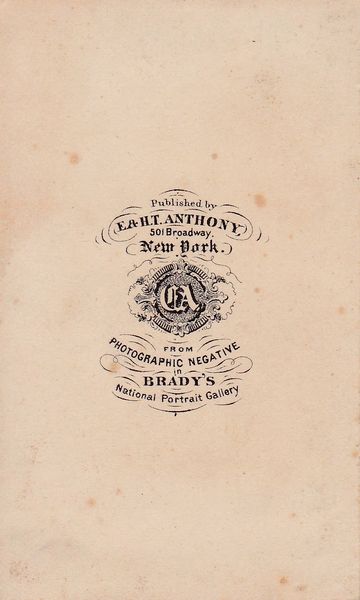 Published by
E. & H.T. ANTHONY,
501 Broadway.
New York.
EA
FROM
PHOTOGRAPHIC NEGATIVE
in
BRADY'S
National Portrait Gallery